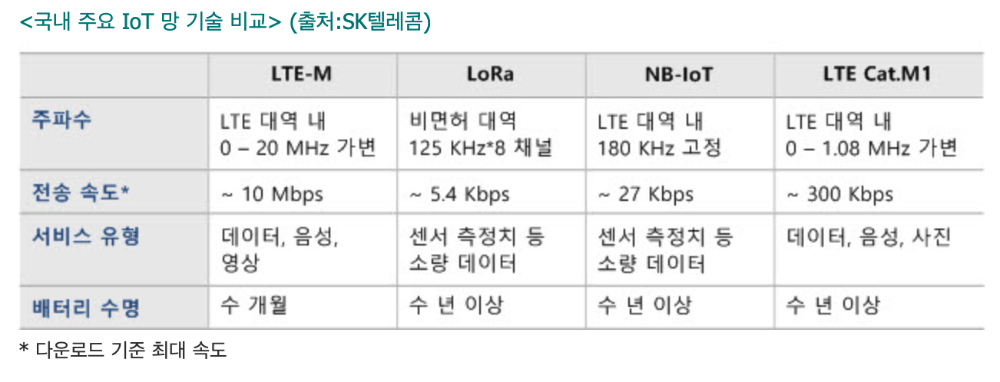 <국내 주요 IoT 망 기술 비교> (출처:SK텔레콤)
LTE-M LoRa NB-IoT LTE Cat.M1
주파수 LTE 대역 내 비면허 대역 LTE 대역 내 LTE 대역 내
0 – 20 MHz 가변 125 KHz*8 채널 180 KHz 고정 0 – 1.08 MHz 가변
전송 속도* ~ 10 Mbps ~ 5.4 Kbps ~ 27 Kbps ~ 300 Kbps
서비스 유형 데이터, 음성, 센서 측정치 등 센서 측정치 등 데이터, 음성, 사진
영상 소량 데이터 소량 데이터
배터리 수명 수 개월 수 년 이상 수 년 이상 수 년 이상
* 다운로드 기준 최대 속도